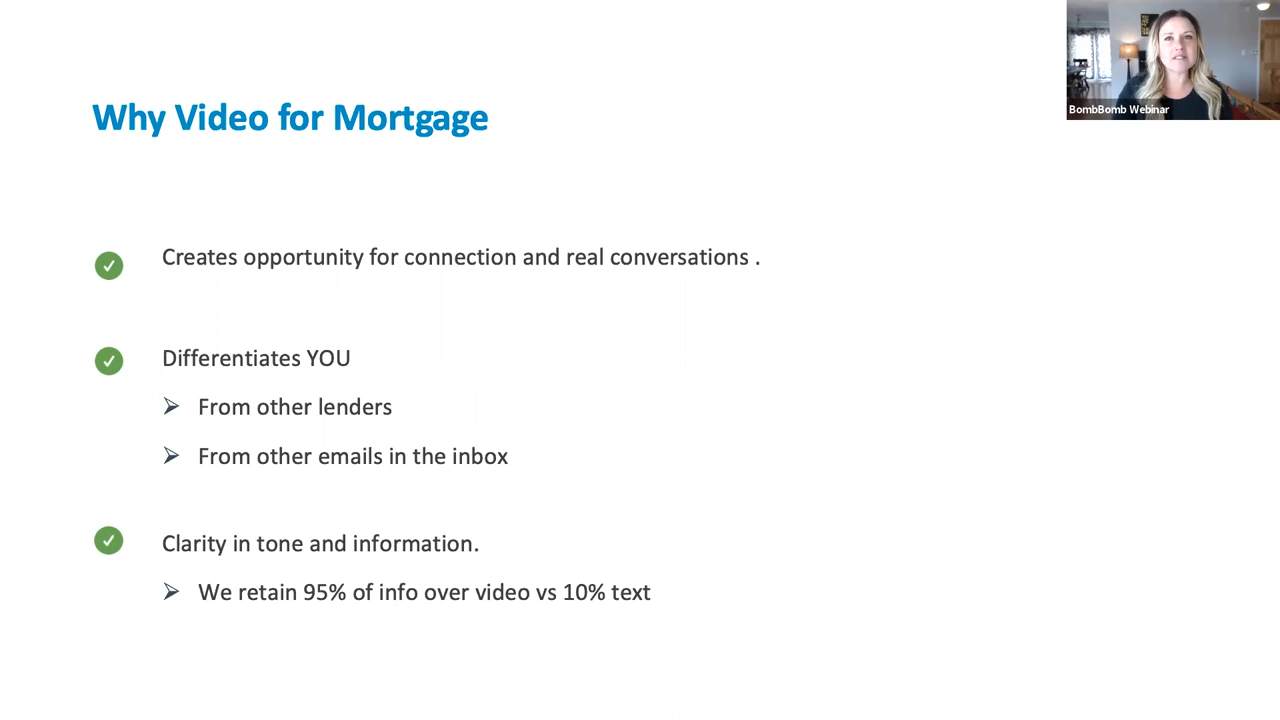 Why Video for Mortgage
BombBomb Webinar
Creates opportunity for connection and real conversations .
Differentiates YOU
From other lenders
From other emails in the inbox
Clarity in tone and information.
We retain 95% of info over video vs 10% text